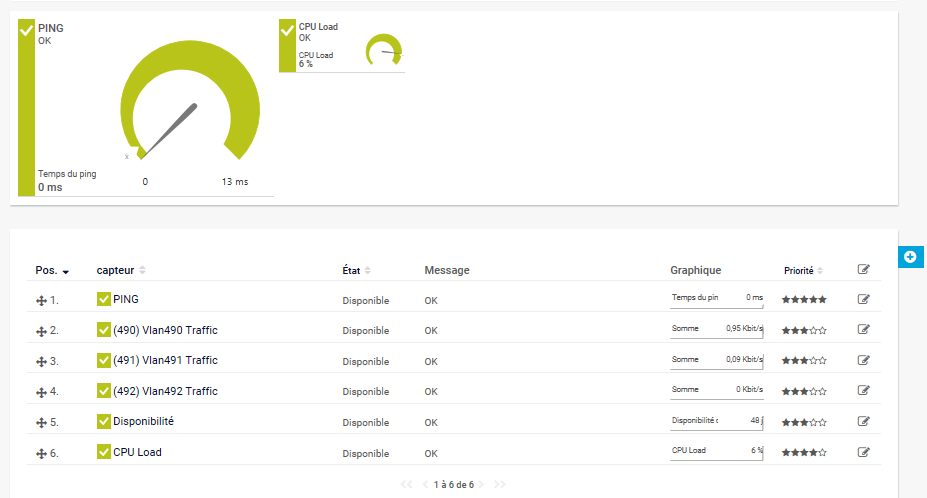 PING
OK
CPU Load
OK
CPU Load
6 %
Temps du ping
0 ms
0
13 ms
Pos. capteur État Message Graphique Priorité
1. PING Disponible OK Temps du pin 0 ms
2. (490) Vlan490 Traffic Disponible OK Somme 0,95 Kbit/s
3. (491) Vlan491 Traffic Disponible OK Somme 0,09 Kbit/s
4. (492) Vlan492 Traffic Disponible OK Somme 0 Kbit/s
5. Disponibilité Disponible OK Disponibilité 48 j
6. CPU Load Disponible OK CPU Load 6 %
1 à 6 de 6